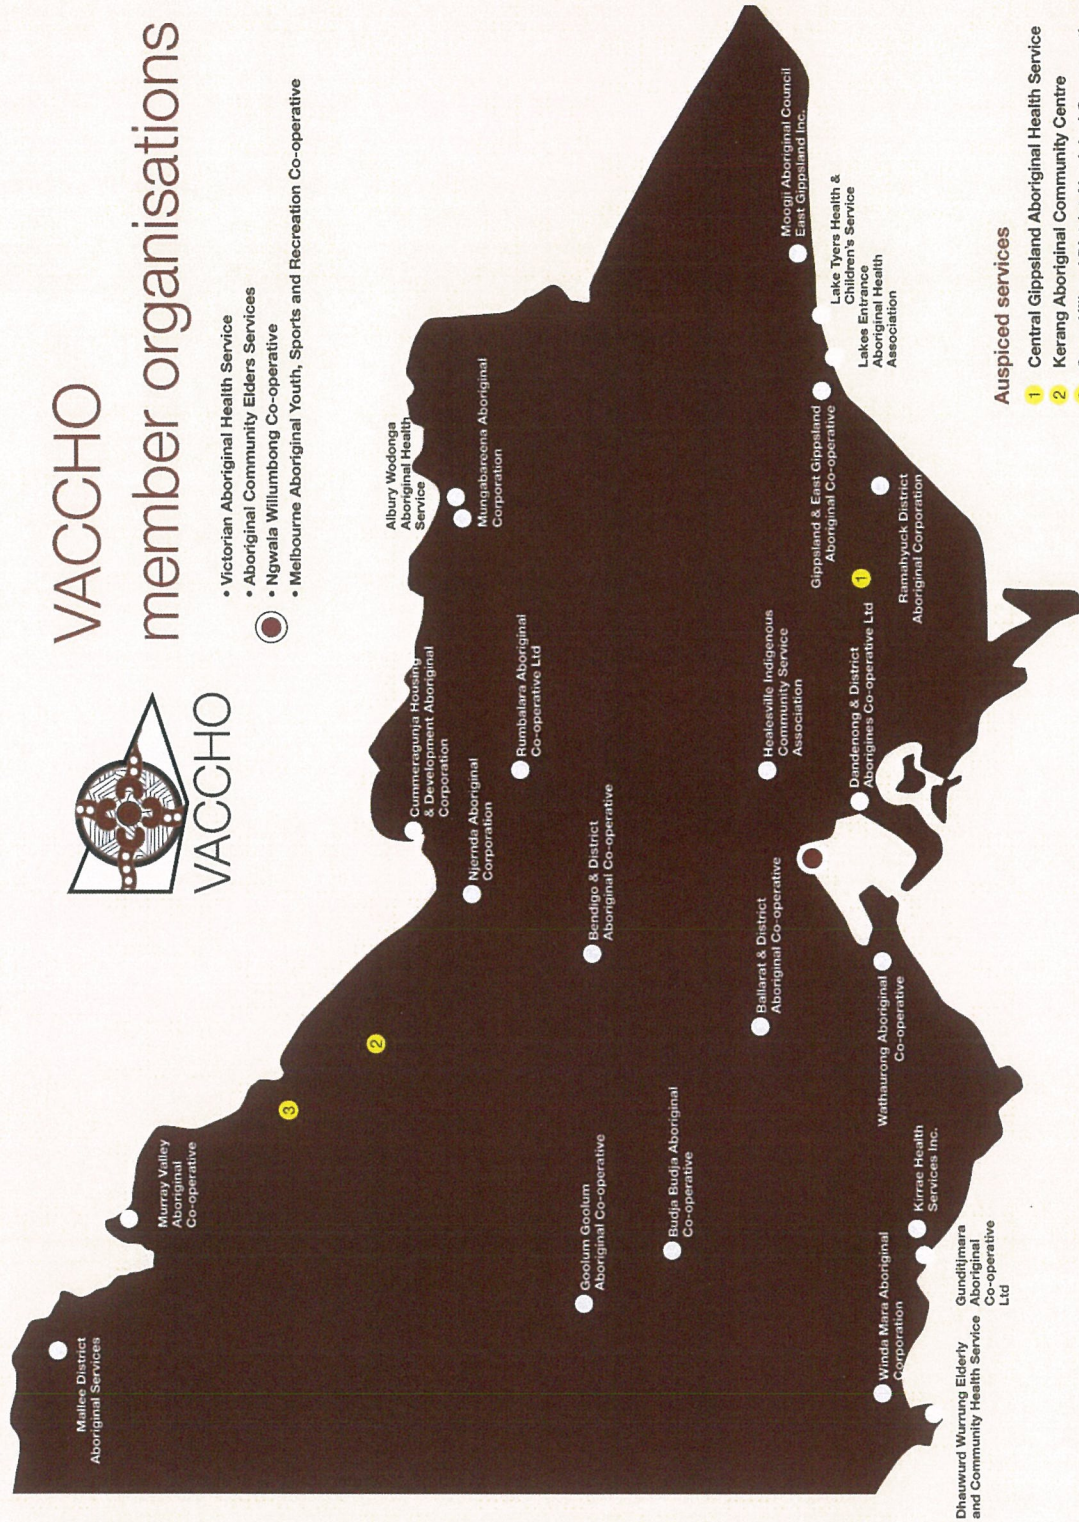 VACCHO
VACCHO
member organisations
• Victorian Aboriginal Health Service
• Aboriginal Community Elders Services
• Ngwala Willumbong Co-operative
• Melbourne Aboriginal Youth, Sports and Recreation Co-operative
Mallee District
Aboriginal Services
Murray Valley
Aboriginal
Co-operative
3
2
Cummeragunja Housing
& Development Aboriginal
Corporation
Njernda Aboriginal
Corporation
Albury Wodonga
Aboriginal Health
Service
Mungabareena Aboriginal
Corporation
Rumbalara Aboriginal
Co-operative Ltd
Bendigo & District
Aboriginal Co-operative
Goolum Goolum
Aboriginal Co-operative
Budja Budja Aboriginal
Co-operative
Ballarat & District
Aboriginal Co-operative
Healesville Indigenous
Community Service
Association
Moogji Aboriginal Council
East Gippsland Inc.
Lake Tyers Health &
Children's Service
Lakes Entrance
Aboriginal Health
Association
Gippsland & East Gippsland
Aboriginal Co-operative
1
Dandenong & District
Aborigines Co-operative Ltd
Ramahyuck District
Aboriginal Corporation
Wathaurong Aboriginal
Co-operative
Winda Mara Aboriginal
Corporation
Kirrae Health
Services Inc.
Gunditjmara
Aboriginal
Co-operative
Ltd
Dhauwurd Wurrung Elderly
and Community Health Service
Auspiced services
1 Central Gippsland Aboriginal Health Service
2 Kerang Aboriginal Community Centre